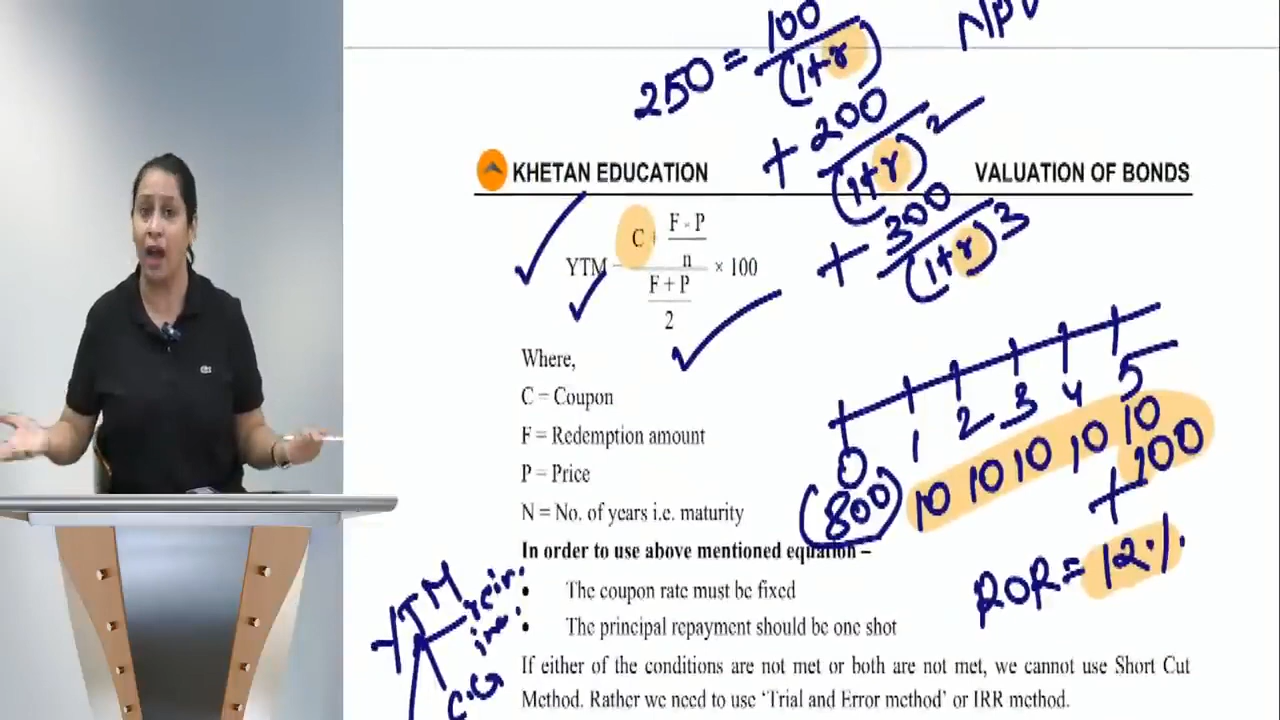 250 = 100 / (1+r)
NPV
+ 200 / (1+r)^2
+ 300 / (1+r)^3
KHETAN EDUCATION
VALUATION OF BONDS
YTM = (C + (F - P) / n) / ((F + P) / 2) × 100
Where,
C = Coupon
F = Redemption amount
P = Price
N = No. of years i.e. maturity
In order to use above mentioned equation –
• The coupon rate must be fixed
• The principal repayment should be one shot
If either of the conditions are not met or both are not met, we cannot use Short Cut
Method. Rather we need to use ‘Trial and Error method’ or IRR method.
0 1 2 3 4 5
(800) 10 10 10 10 10
+100
ROR = 12%
YTM
reir.
C.G